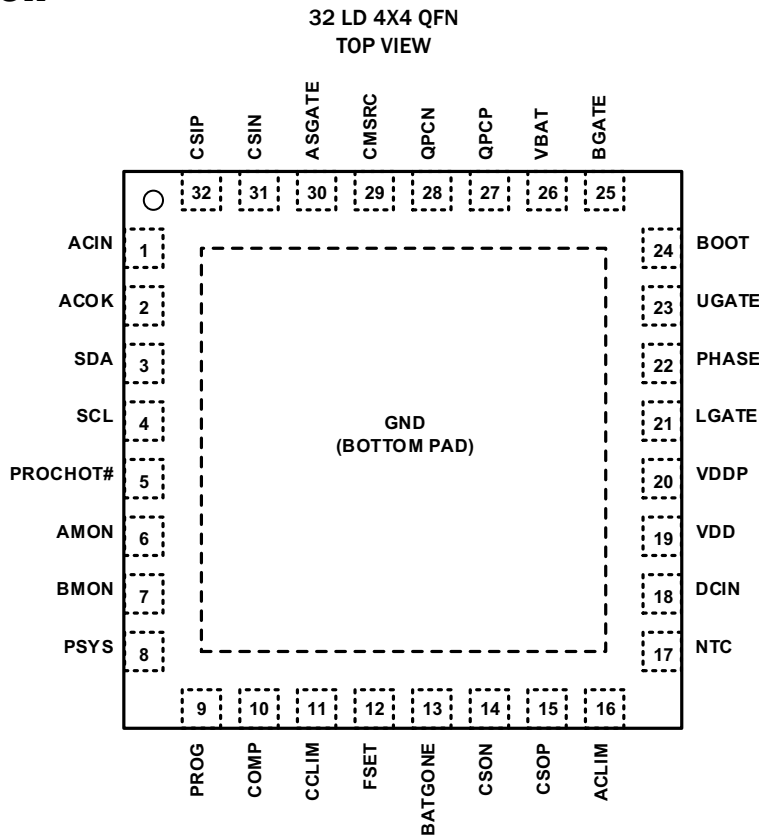 32 LD 4X4 QFN
TOP VIEW
CSIP
CSIN
ASGATE
CMSRC
QPCN
QPCP
VBAT
BGATE
32
31
30
29
28
27
26
25
ACIN 1
ACOK 2
SDA 3
SCL 4
PROCHOT# 5
AMON 6
BMON 7
PSYS 8
GND
(BOTTOM PAD)
24 BOOT
23 UGATE
22 PHASE
21 LGATE
20 VDDP
19 VDD
18 DCIN
17 NTC
9
10
11
12
13
14
15
16
PROG
COMP
CCLIM
FSET
BATGONE
CSON
CSOP
ACLIM